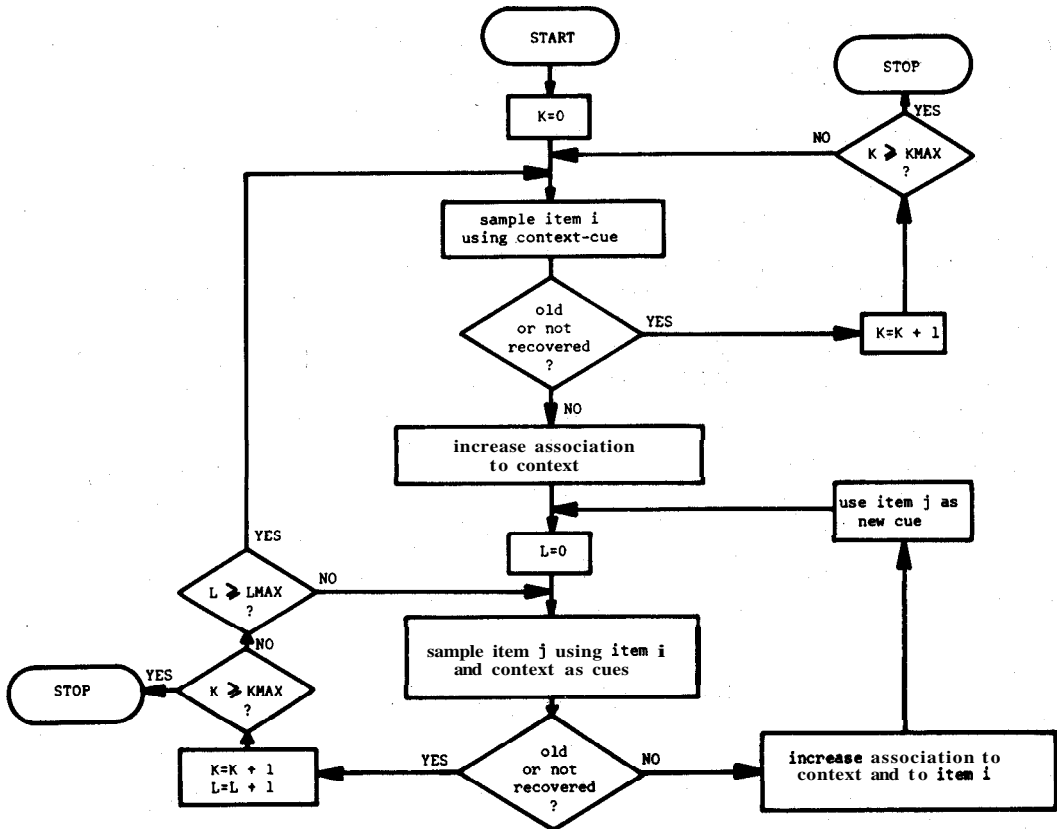 START
STOP
K=0
YES
NO
K ⩾ KMAX
?
sample item i
using context-cue
old
or not
recovered
?
YES
K=K + 1
NO
increase association
to context
use item j as
new cue
YES
L=0
L ⩾ LMAX
?
NO
sample item j using item i
and context as cues
NO
YES
STOP
K ⩾ KMAX
?
old
or not
recovered
?
YES
NO
K=K + 1
L=L + 1
increase association to
context and to item i